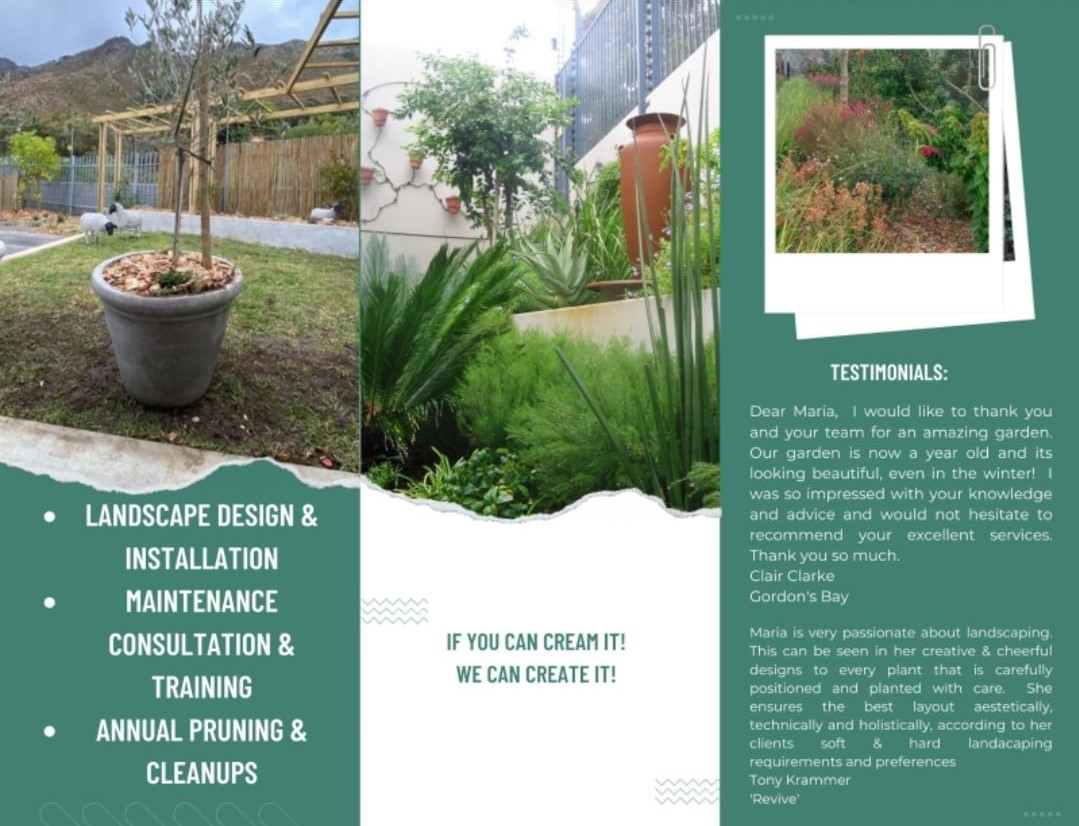 LANDSCAPE DESIGN &
INSTALLATION
MAINTENANCE
CONSULTATION &
TRAINING
ANNUAL PRUNING &
CLEANUPS
IF YOU CAN CREAM IT!
WE CAN CREATE IT!
TESTIMONIALS:
Dear Maria, I would like to thank you
and your team for an amazing garden.
Our garden is now a year old and its
looking beautiful, even in the winter! I
was so impressed with your knowledge
and advice and would not hesitate to
recommend your excellent services.
Thank you so much.
Clair Clarke
Gordon's Bay
Maria is very passionate about landscaping.
This can be seen in her creative & cheerful
designs to every plant that is carefully
positioned and planted with care. She
ensures the best layout aestetically,
technically and holistically, according to her
clients soft & hard landacaping
requirements and preferences
Tony Krammer
'Revive'